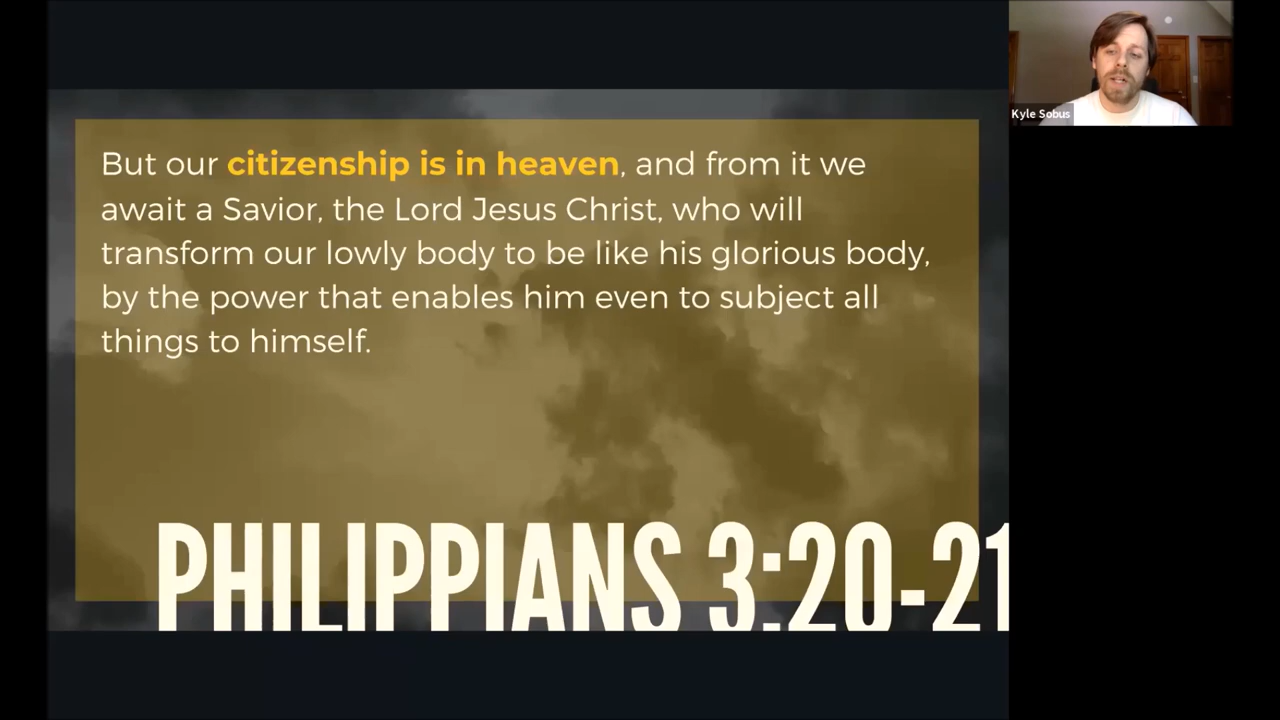 But our citizenship is in heaven, and from it we
await a Savior, the Lord Jesus Christ, who will
transform our lowly body to be like his glorious body,
by the power that enables him even to subject all
things to himself.
PHILIPPIANS 3:20-21
Kyle Sobus